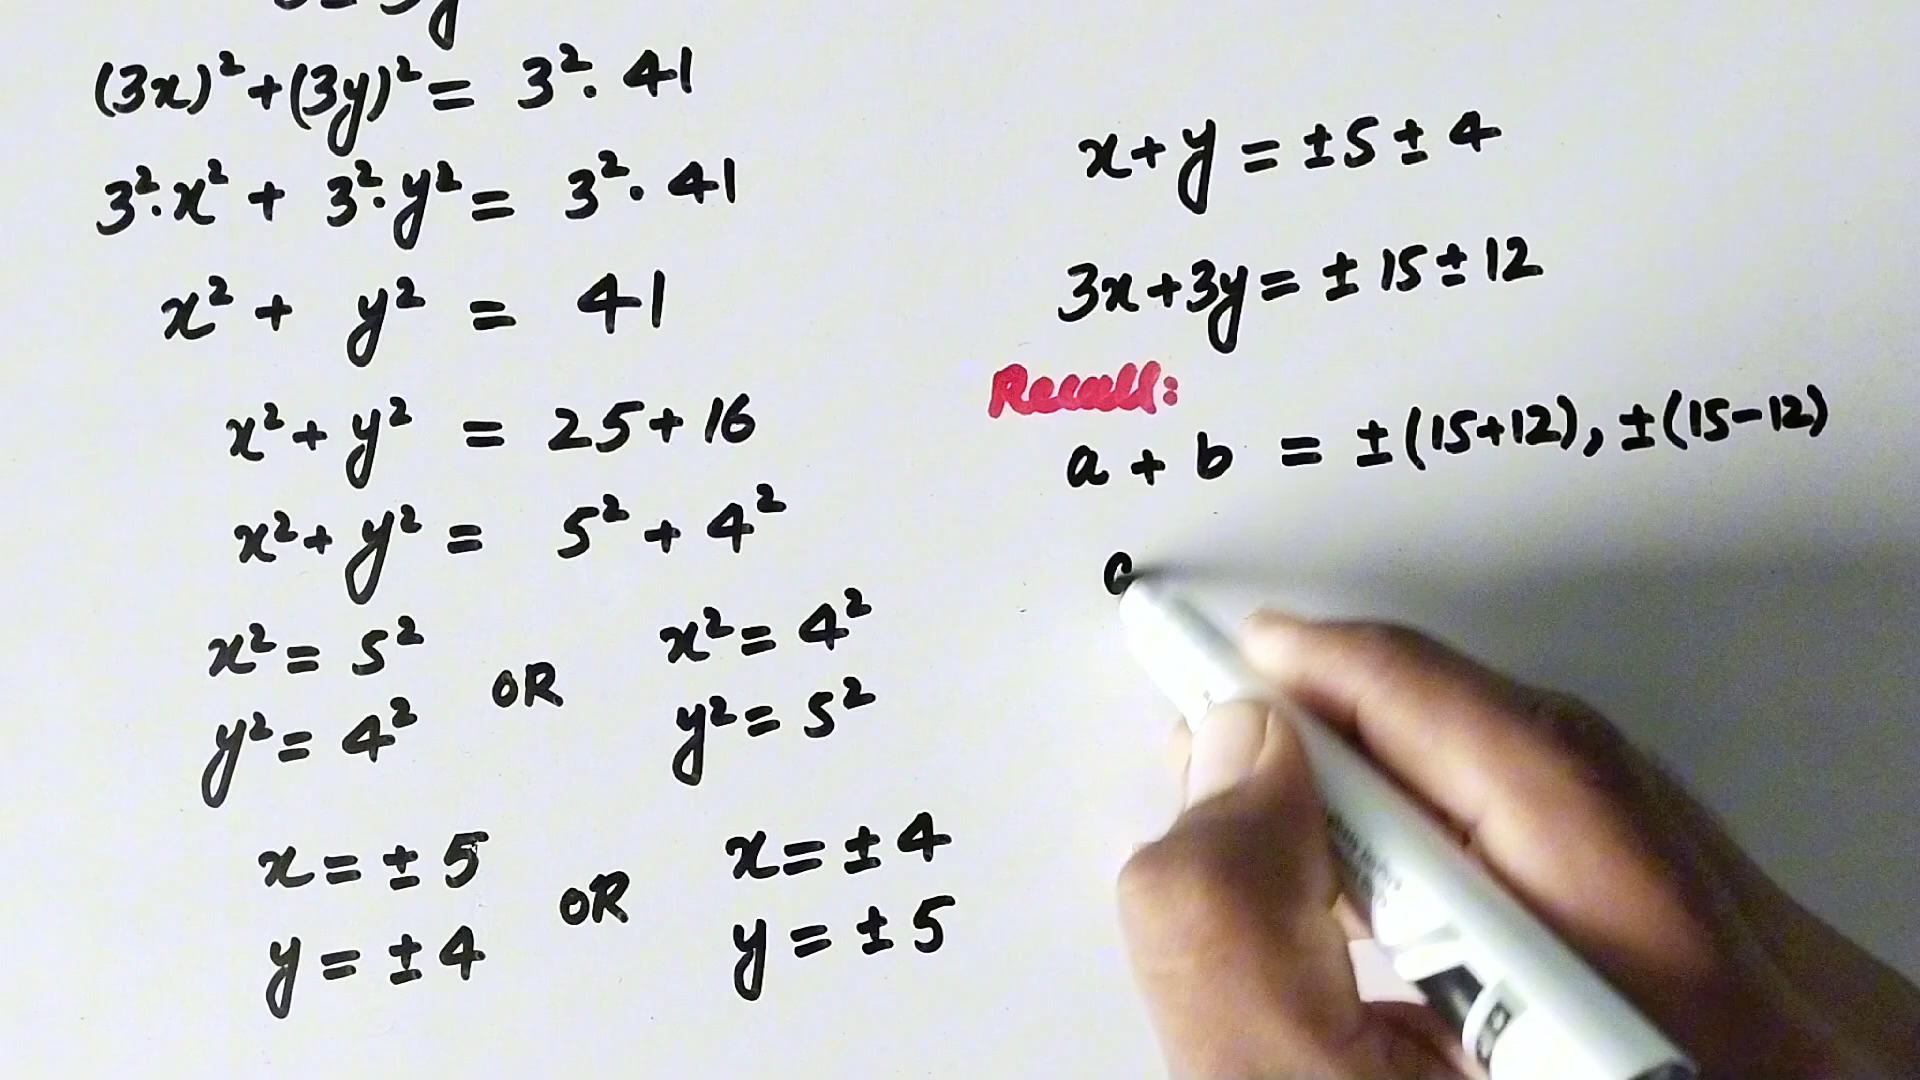 (3x)² + (3y)² = 3² · 41
3²·x² + 3²·y² = 3² · 41
x² + y² = 41
x² + y² = 25 + 16
x² + y² = 5² + 4²
x² = 5²
y² = 4²
OR
x² = 4²
y² = 5²
x = ± 5
y = ± 4
OR
x = ± 4
y = ± 5
x + y = ± 5 ± 4
3x + 3y = ± 15 ± 12
Recall:
a + b = ± (15+12), ± (15-12)